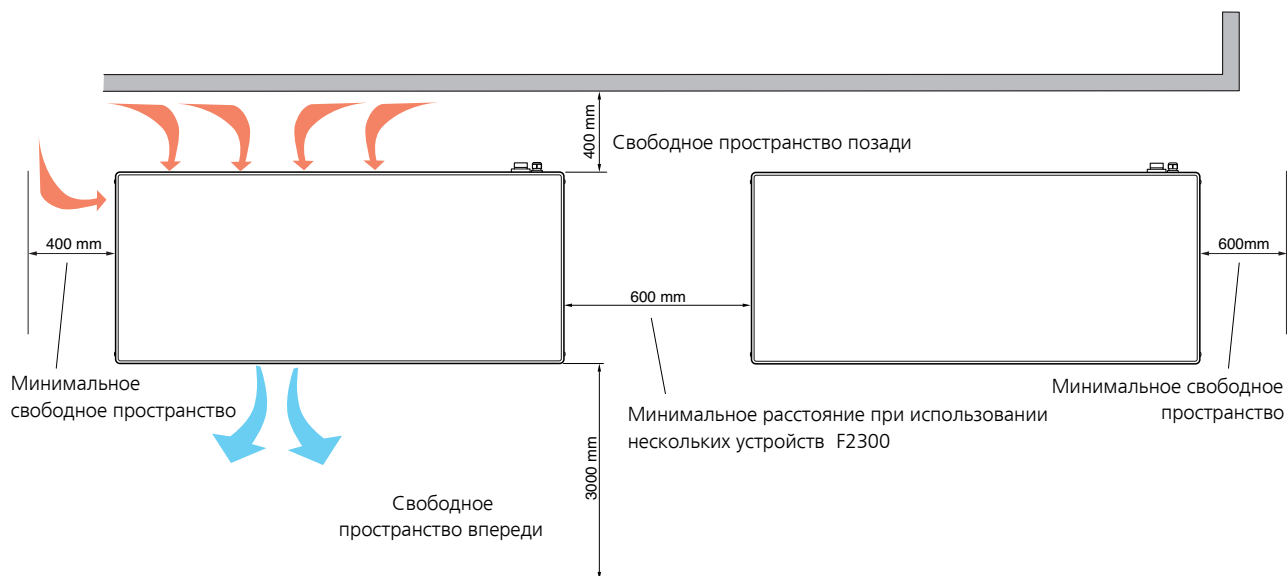 400 mm
Свободное пространство позади
400 mm
600mm
600 mm
Минимальное
свободное пространство
Минимальное расстояние при использовании
нескольких устройств F2300
Минимальное свободное
пространство
3000 mm
Свободное
пространство впереди